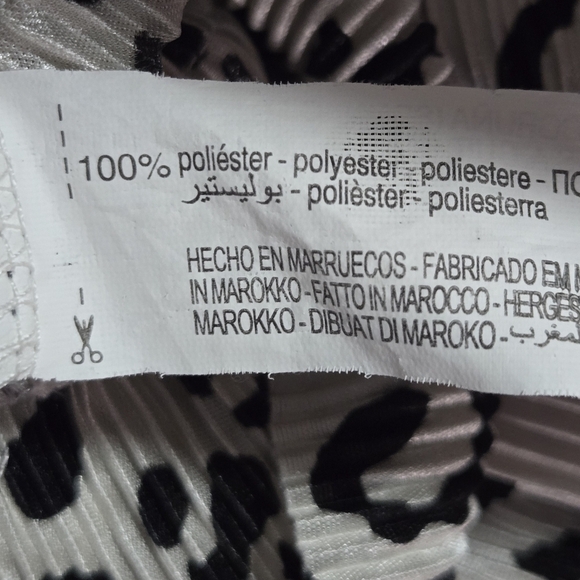 100% poliéster - polyester - poliestere - ПО
بوليستير - polièster - poliesterra
HECHO EN MARRUECOS - FABRICADO EM
IN MAROKKO - FATTO IN MAROCCO - HERGES
MAROKKO - DIBUAT DI MAROKO - المغرب